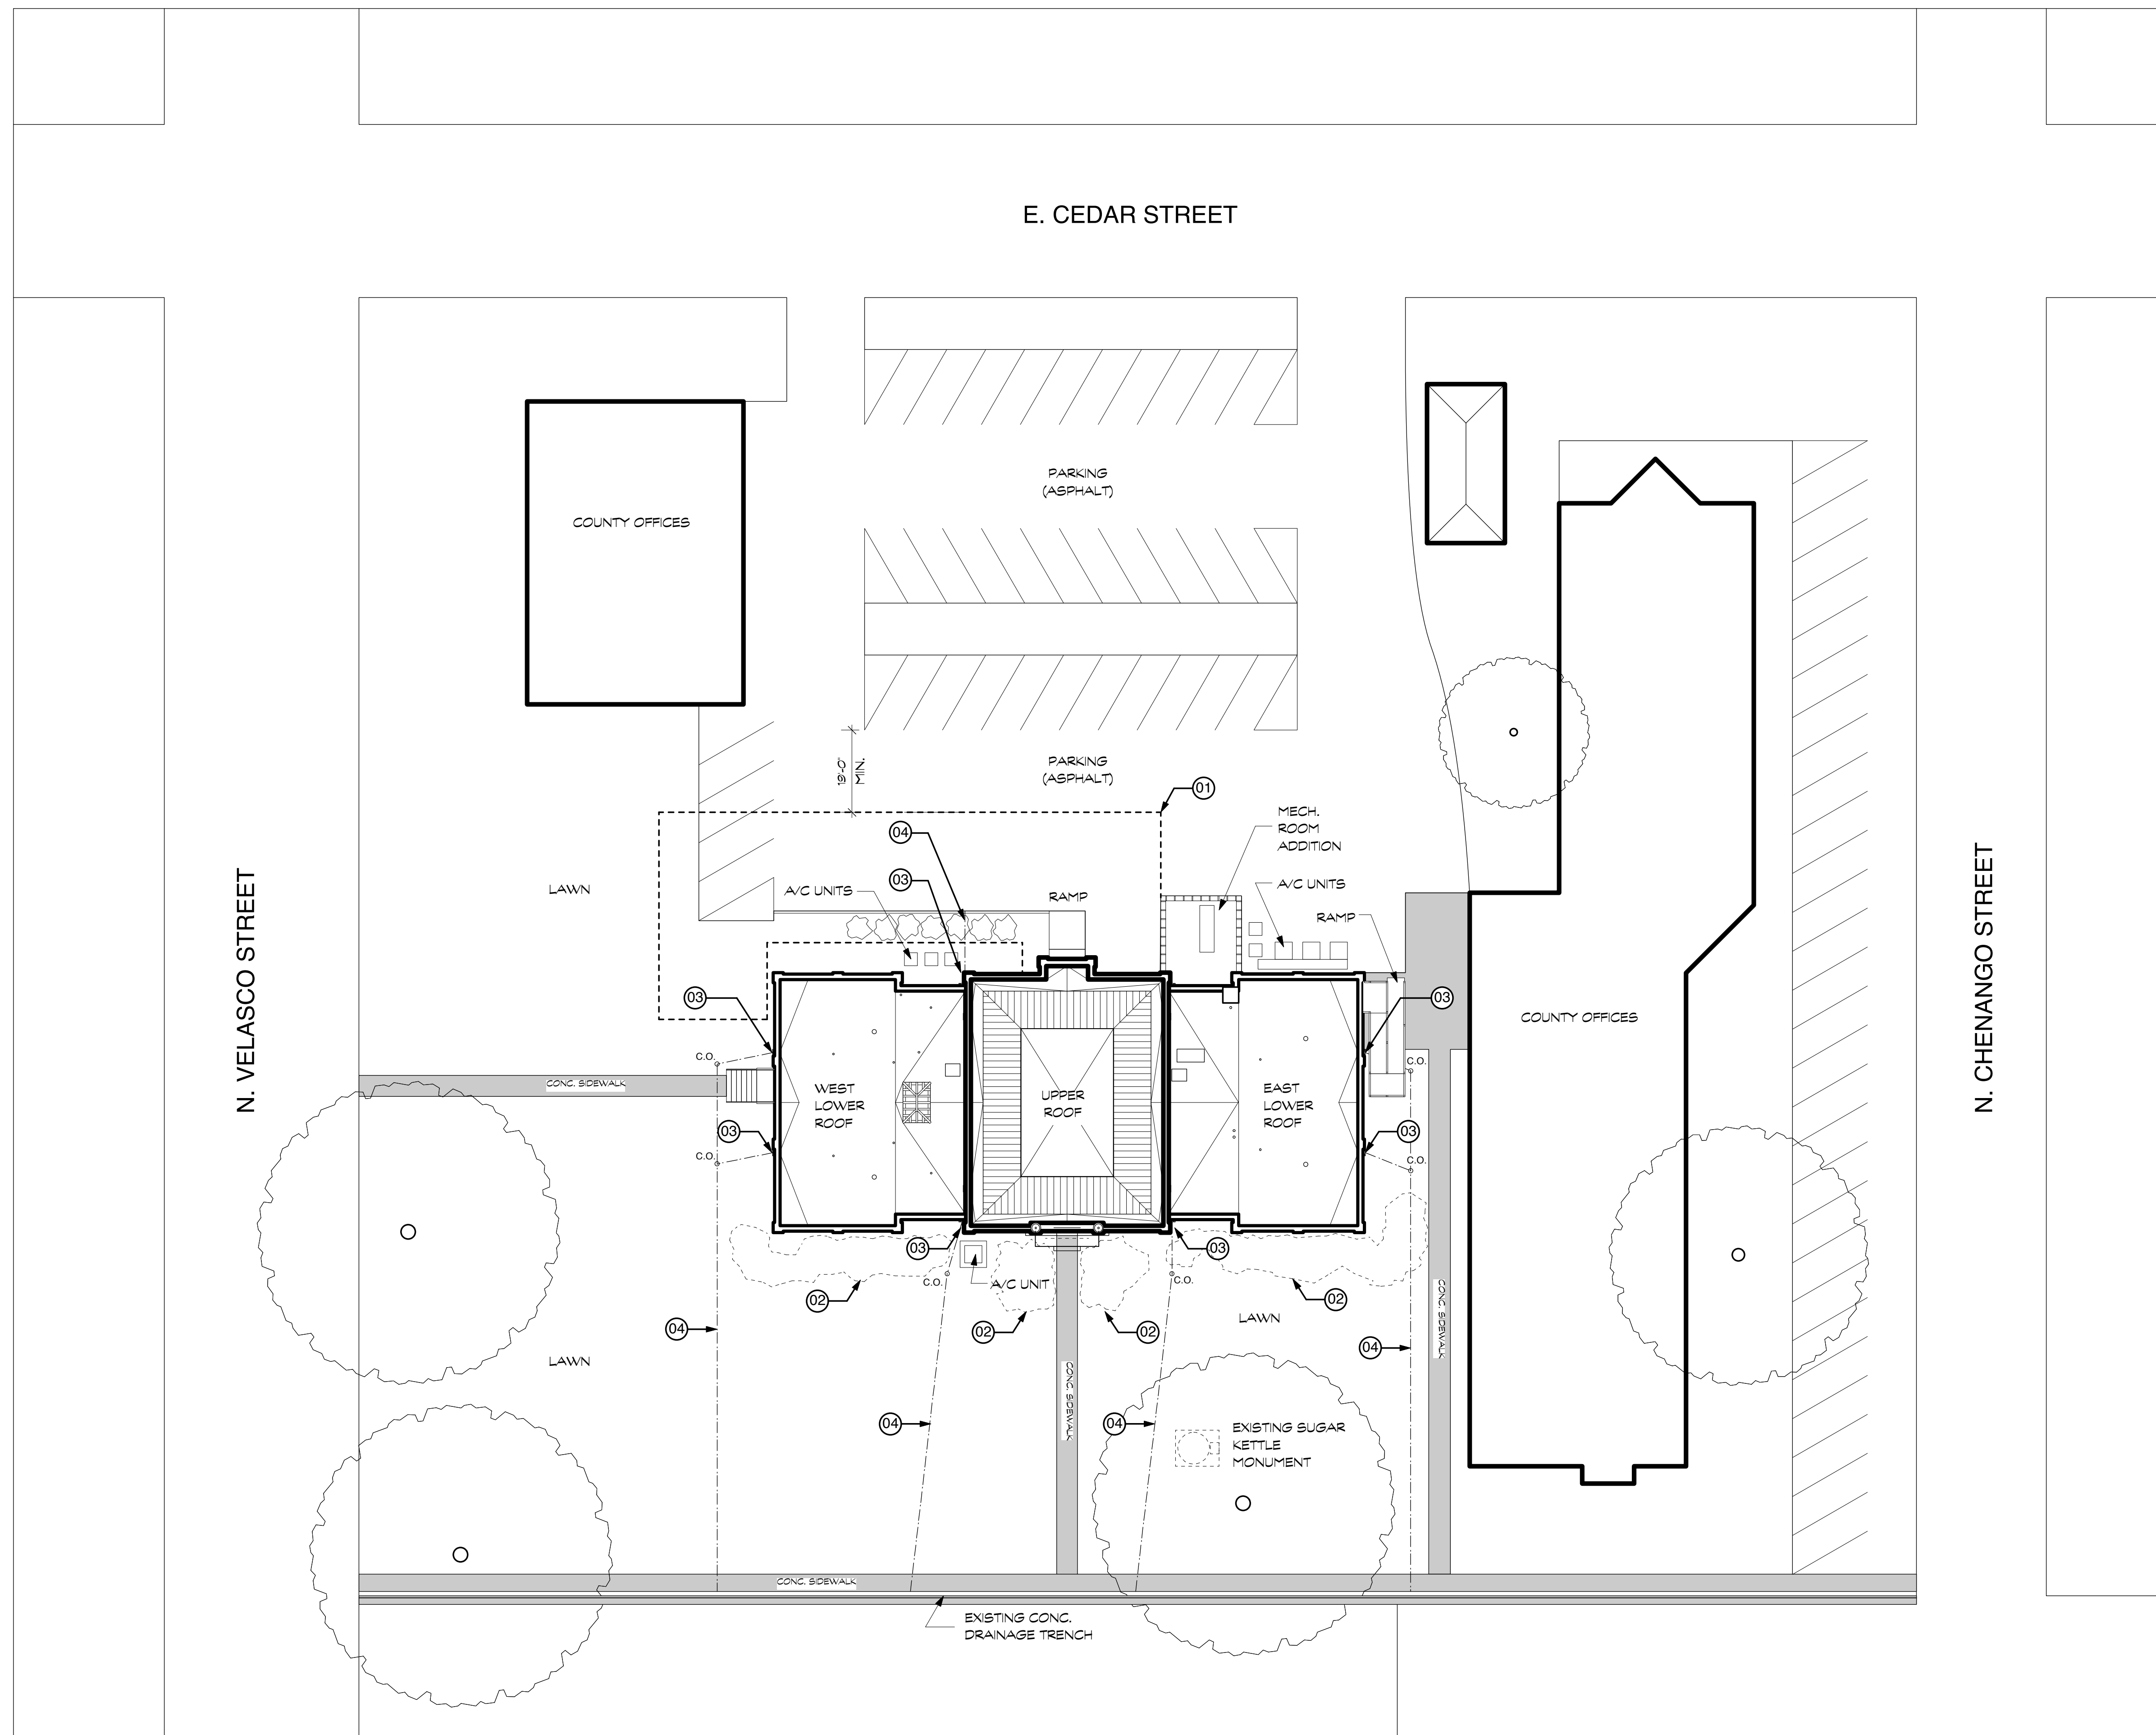 E. CEDAR STREET
PARKING
(ASPHALT)
COUNTY OFFICES
19'-0"
MIN.
PARKING
(ASPHALT)
01
MECH.
ROOM
ADDITION
04
03
A/C UNITS
RAMP
A/C UNITS
RAMP
LAWN
N. VELASCO STREET
N. CHENANGO STREET
03
03
COUNTY OFFICES
C.O.
C.O.
CONC. SIDEWALK
WEST
LOWER
ROOF
UPPER
ROOF
EAST
LOWER
ROOF
03
03
C.O.
C.O.
03
03
C.O.
A/C UNIT
C.O.
02
02
02
02
LAWN
CONC. SIDEWALK
04
04
LAWN
CONC. SIDEWALK
04
04
EXISTING SUGAR
KETTLE
MONUMENT
CONC. SIDEWALK
EXISTING CONC.
DRAINAGE TRENCH